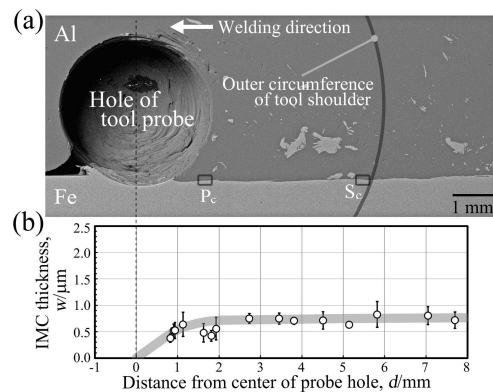 (a)
Al
Welding direction
Hole of
tool probe
Outer circumference
of tool shoulder
Fe
Pc
Sc
1 mm
(b)
IMC thickness,
w/μm
2.5
2.0
1.5
1.0
0.5
0
-1 0 1 2 3 4 5 6 7 8
Distance from center of probe hole, d/mm